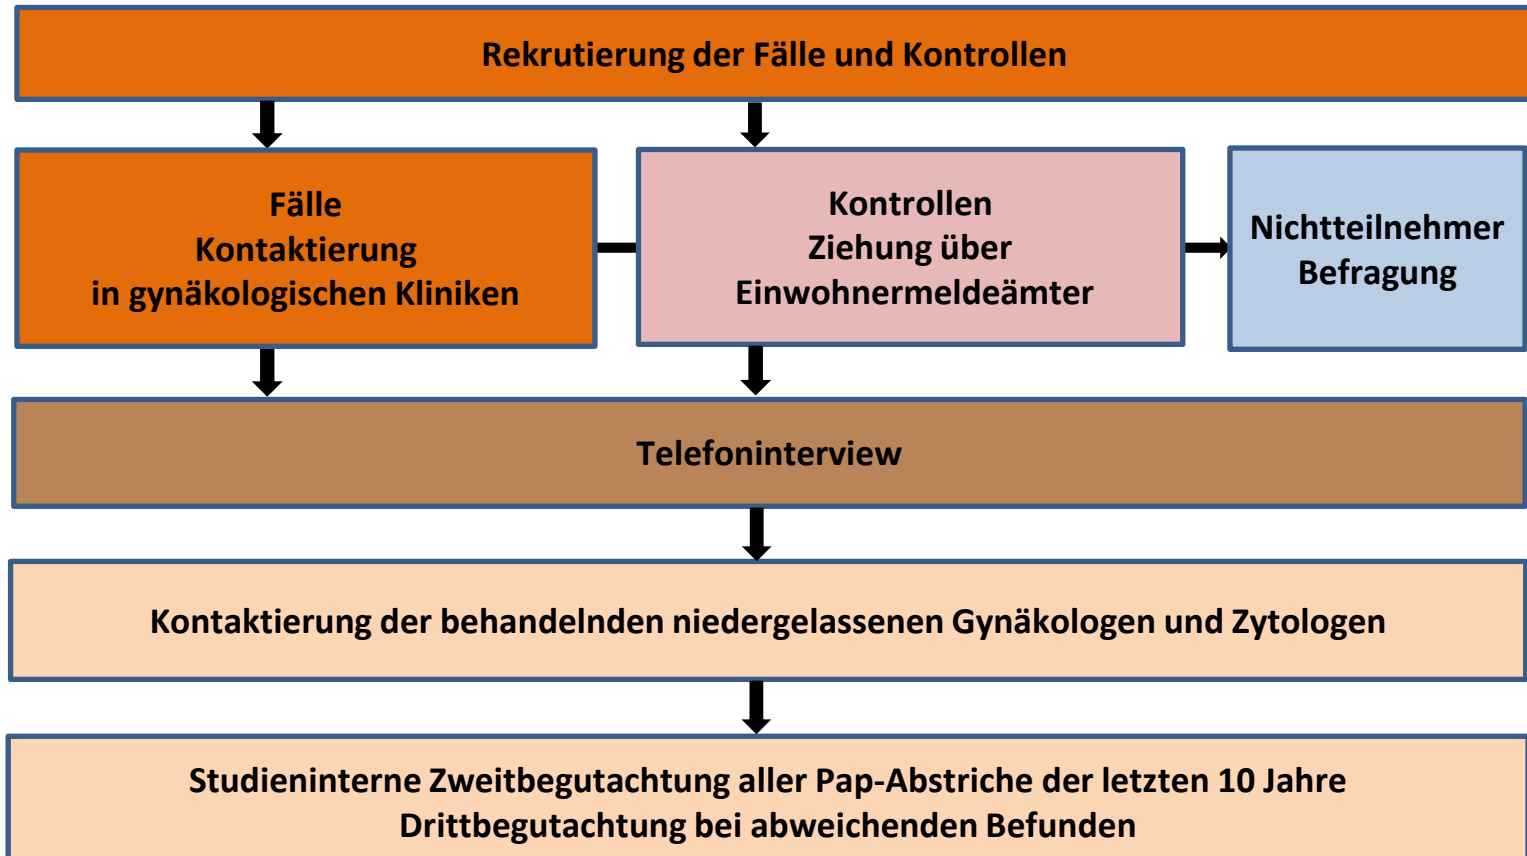 Rekrutierung der Fälle und Kontrollen
Fälle
Kontaktierung
in gynäkologischen Kliniken
Kontrollen
Ziehung über
Einwohnermeldeämter
Nichtteilnehmer
Befragung
Telefoninterview
Kontaktierung der behandelnden niedergelassenen Gynäkologen und Zytologen
Studieninterne Zweitbegutachtung aller Pap-Abstriche der letzten 10 Jahre
Drittbegutachtung bei abweichenden Befunden